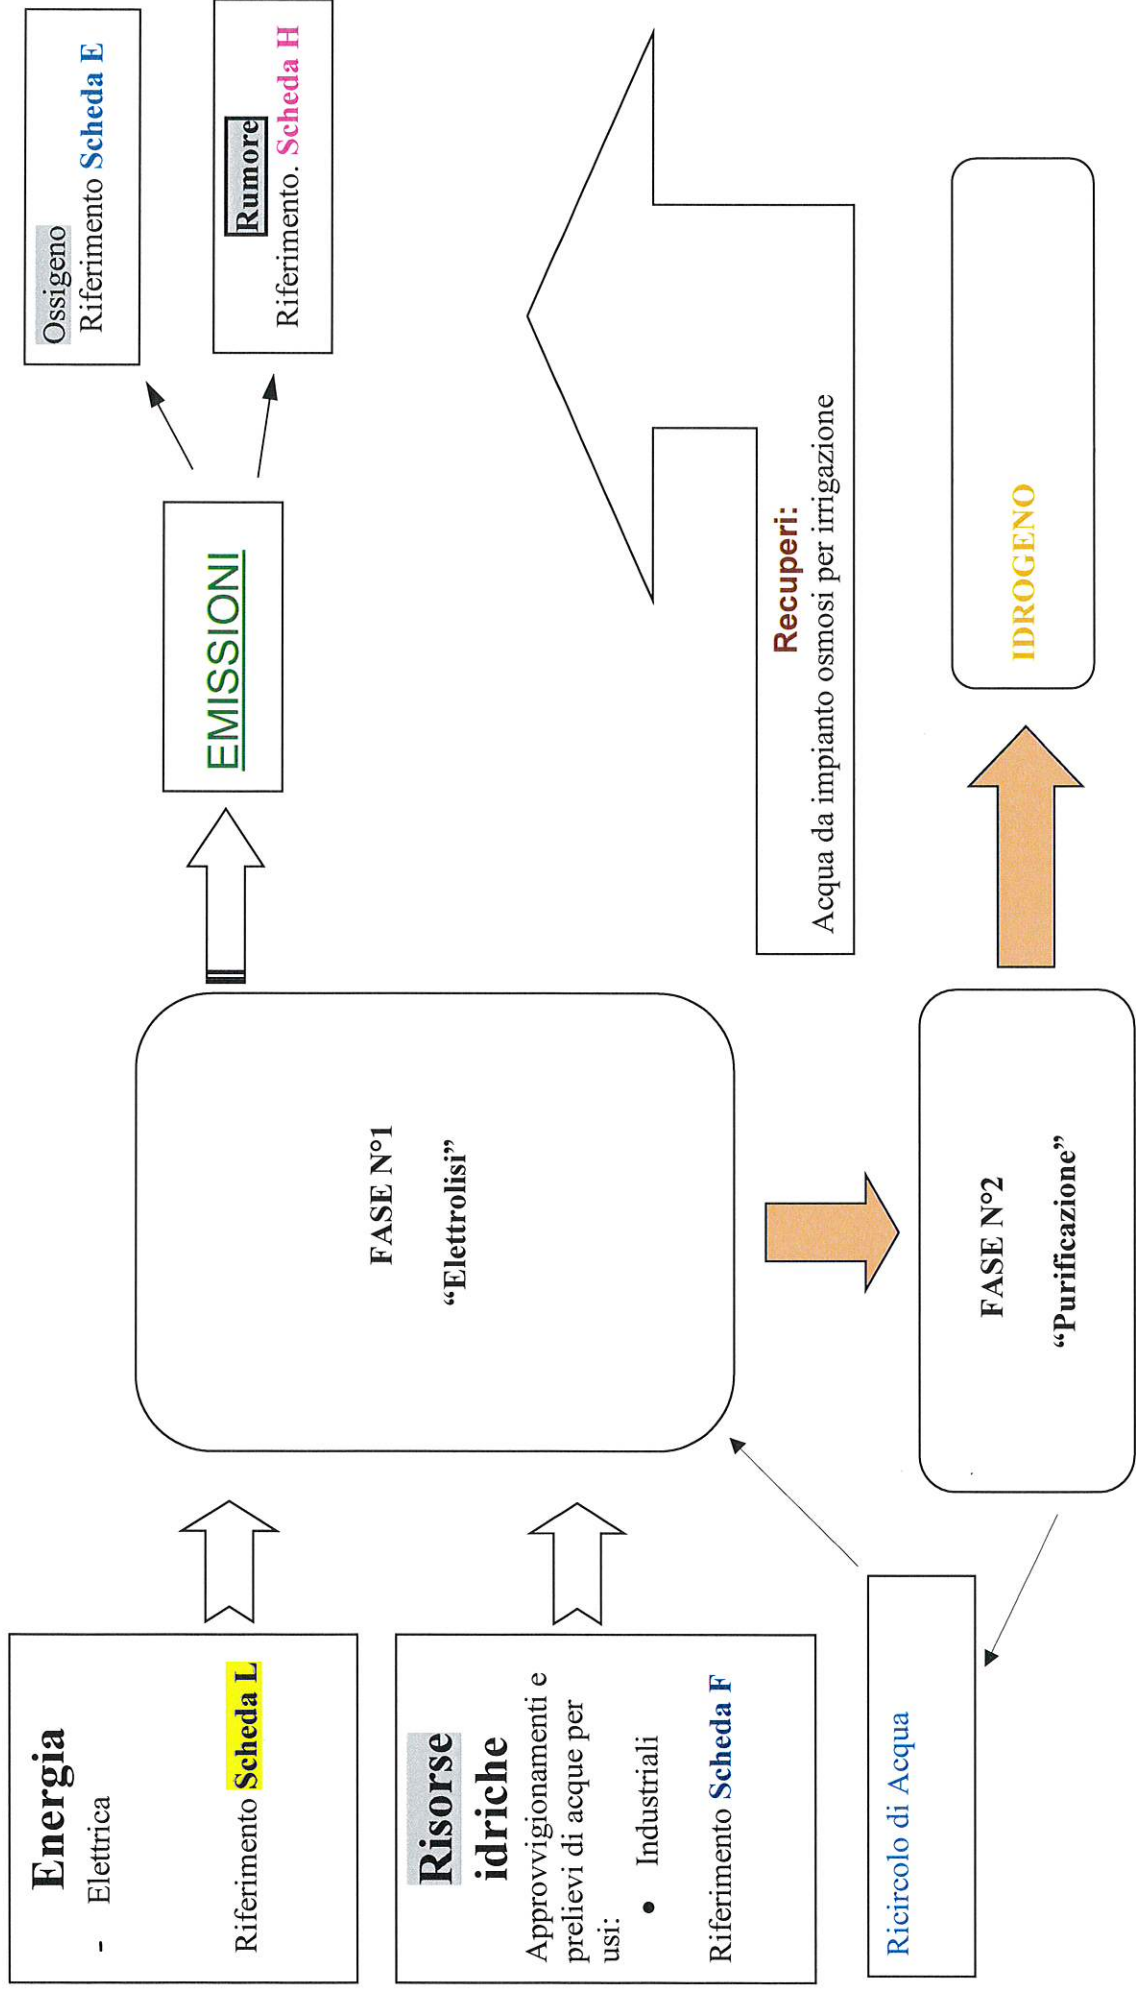 Energia
- Elettrica
Riferimento Scheda L
Risorse
idriche
Approvvigionamenti e
prelievi di acque per
usi:
• Industriali
Riferimento Scheda F
Ricircolo di Acqua
FASE N°1
“Elettrolisi”
FASE N°2
“Purificazione”
EMISSIONI
Ossigeno
Riferimento Scheda E
Rumore
Riferimento. Scheda H
Recuperi:
Acqua da impianto osmosi per irrigazione
IDROGENO